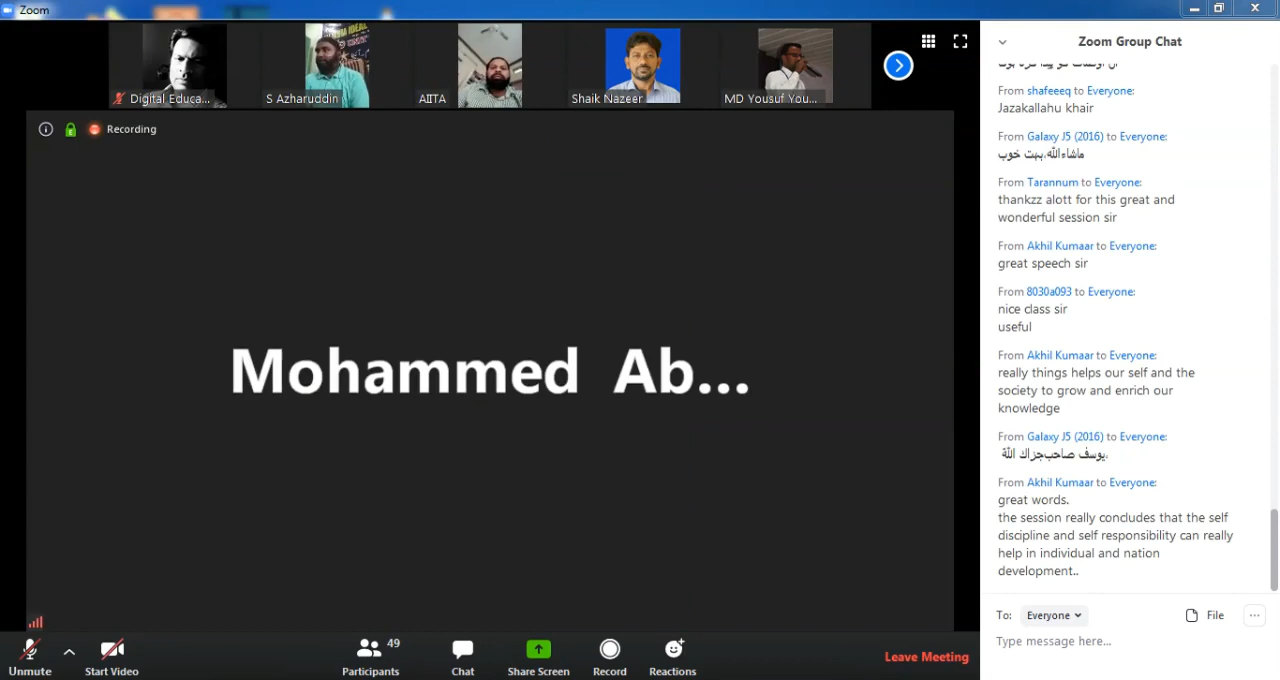 Zoom
Digital Educa...
S Azharuddin
AIITA
Shaik Nazeer
MD Yousuf You...
Recording
Mohammed Ab...
Unmute
Start Video
Participants
49
Chat
Share Screen
Record
Reactions
Leave Meeting
Zoom Group Chat
From shafeeeq to Everyone:
Jazakallahu khair
From Galaxy J5 (2016) to Everyone:
ماشاءاللہ،بہت خوب
From Tarannum to Everyone:
thankzz alott for this great and
wonderful session sir
From Akhil Kumaar to Everyone:
great speech sir
From 8030a093 to Everyone:
nice class sir
useful
From Akhil Kumaar to Everyone:
really things helps our self and the
society to grow and enrich our
knowledge
From Galaxy J5 (2016) to Everyone:
،یوسف صاحب‌جزاك اللهَ
From Akhil Kumaar to Everyone:
great words.
the session really concludes that the self
discipline and self responsibility can really
help in individual and nation
development..
To: Everyone
File
Type message here...